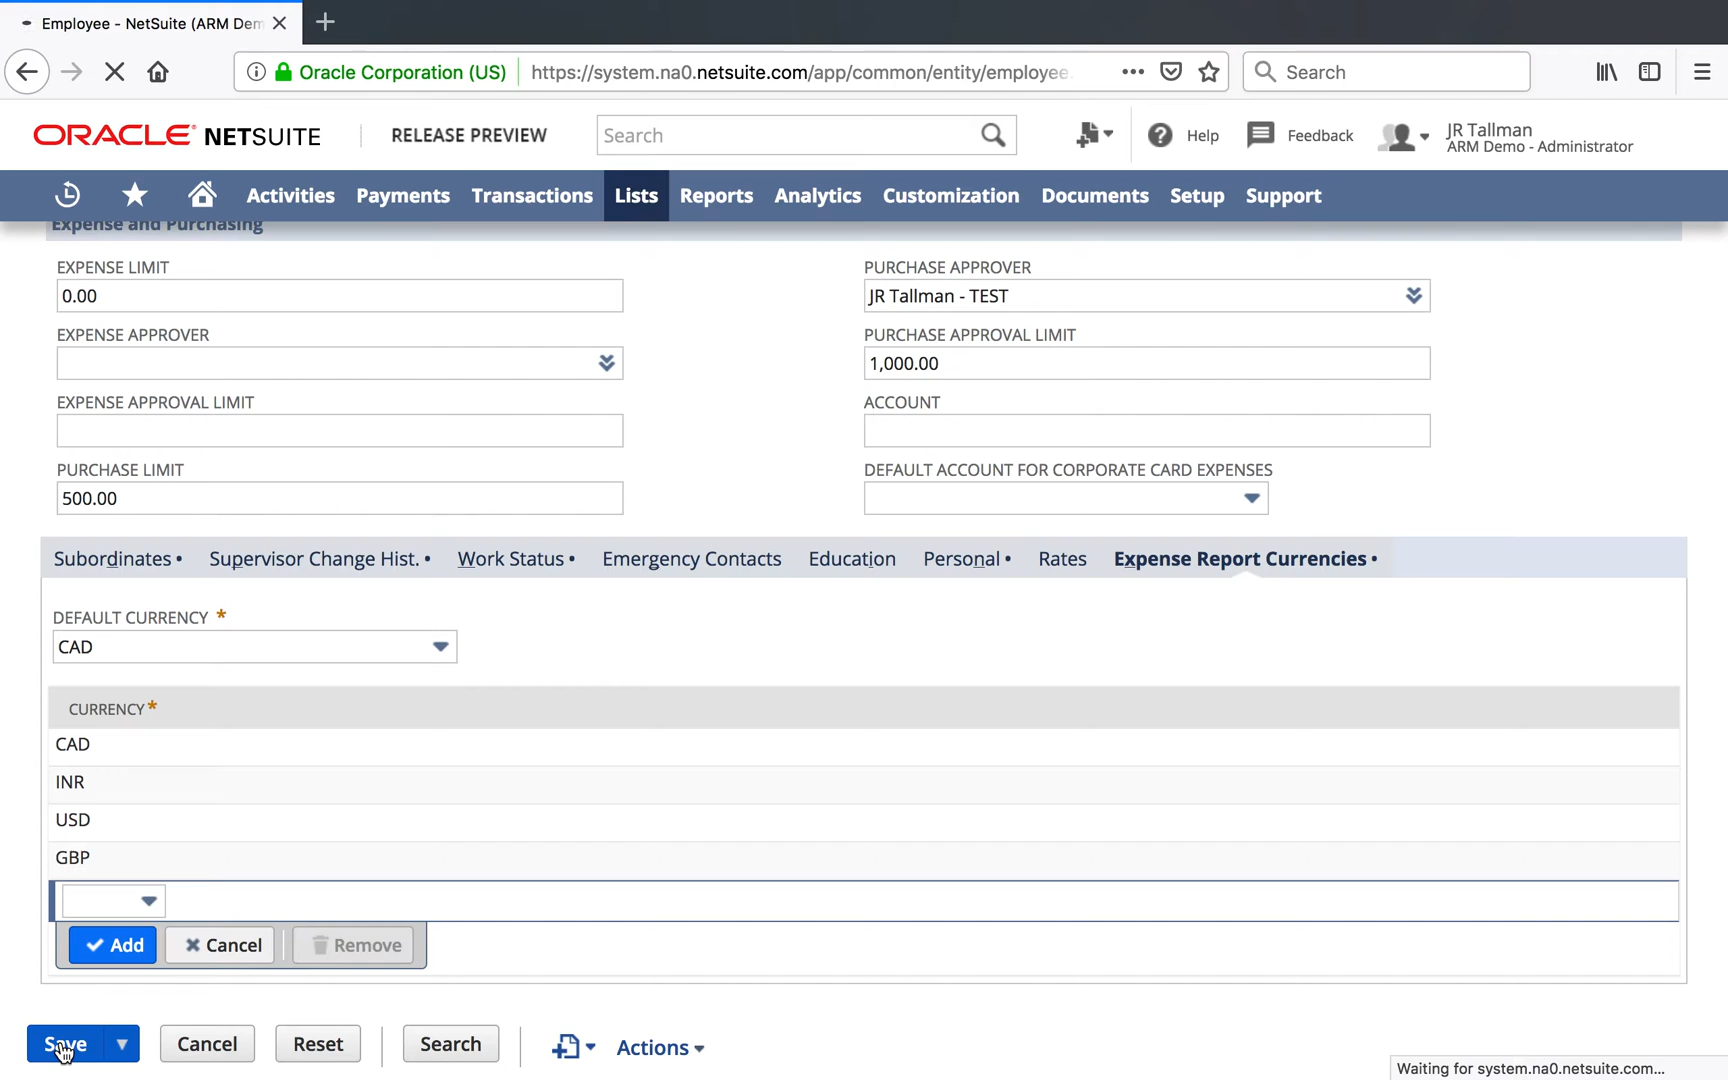 Employee - NetSuite (ARM Dem
Oracle Corporation (US) https://system.na0.netsuite.com/app/common/entity/employee. Search
ORACLE NETSUITE RELEASE PREVIEW Search Help Feedback JR Tallman
ARM Demo - Administrator
Activities Payments Transactions Lists Reports Analytics Customization Documents Setup Support
Expense and Purchasing
EXPENSE LIMIT PURCHASE APPROVER
0.00 JR Tallman - TEST
EXPENSE APPROVER PURCHASE APPROVAL LIMIT
1,000.00
EXPENSE APPROVAL LIMIT ACCOUNT
PURCHASE LIMIT DEFAULT ACCOUNT FOR CORPORATE CARD EXPENSES
500.00
Subordinates • Supervisor Change Hist. • Work Status • Emergency Contacts Education Personal • Rates Expense Report Currencies •
DEFAULT CURRENCY *
CAD
CURRENCY *
CAD
INR
USD
GBP
Add Cancel Remove
Save Cancel Reset Search Actions
Waiting for system.na0.netsuite.com...